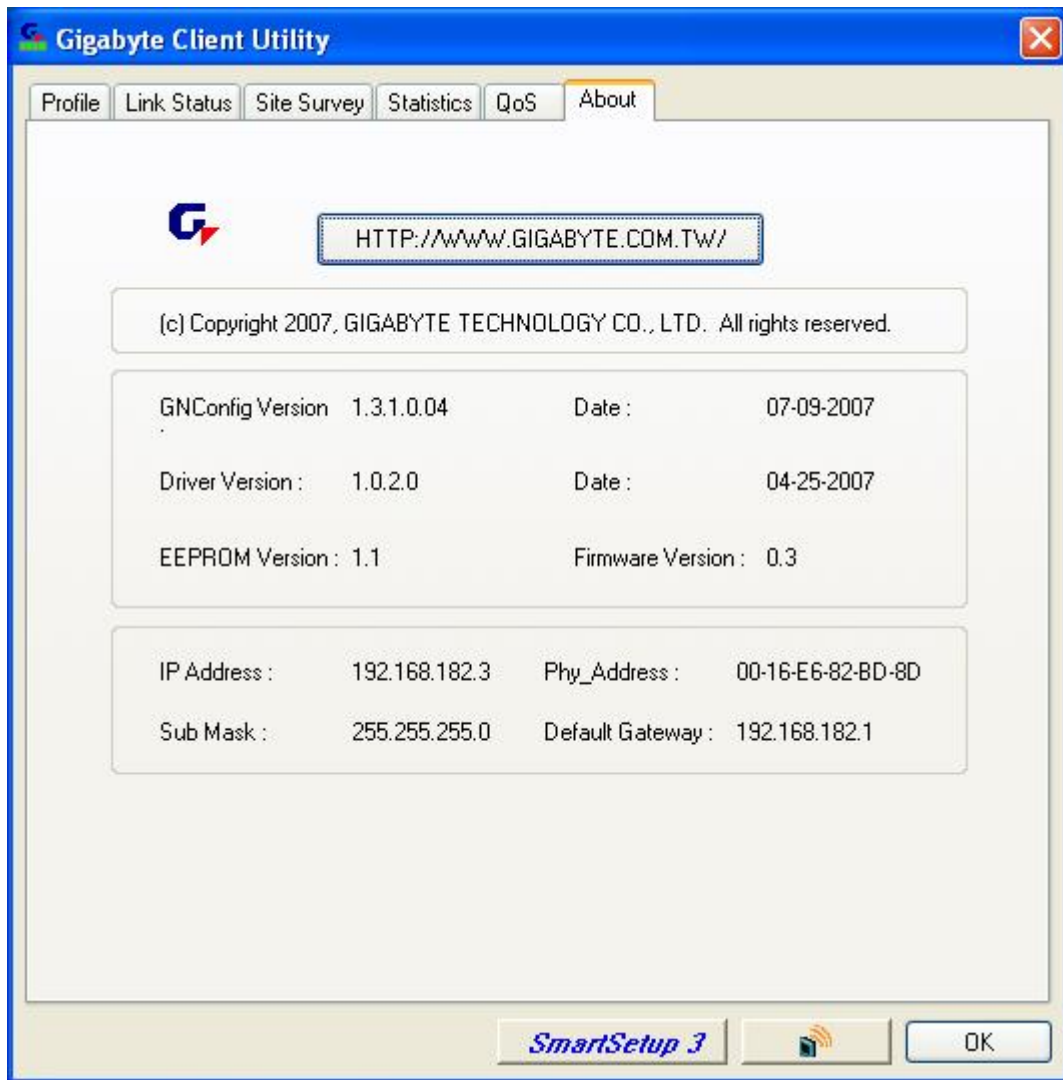 Gigabyte Client Utility
Profile Link Status Site Survey Statistics QoS About
G
HTTP://WWW.GIGABYTE.COM.TW/
(c) Copyright 2007, GIGABYTE TECHNOLOGY CO., LTD. All rights reserved.
GNConfig Version : 1.3.1.0.04 Date : 07-09-2007
Driver Version : 1.0.2.0 Date : 04-25-2007
EEPROM Version : 1.1 Firmware Version : 0.3
IP Address : 192.168.182.3 Phy_Address : 00-16-E6-82-BD-8D
Sub Mask : 255.255.255.0 Default Gateway : 192.168.182.1
SmartSetup 3 OK